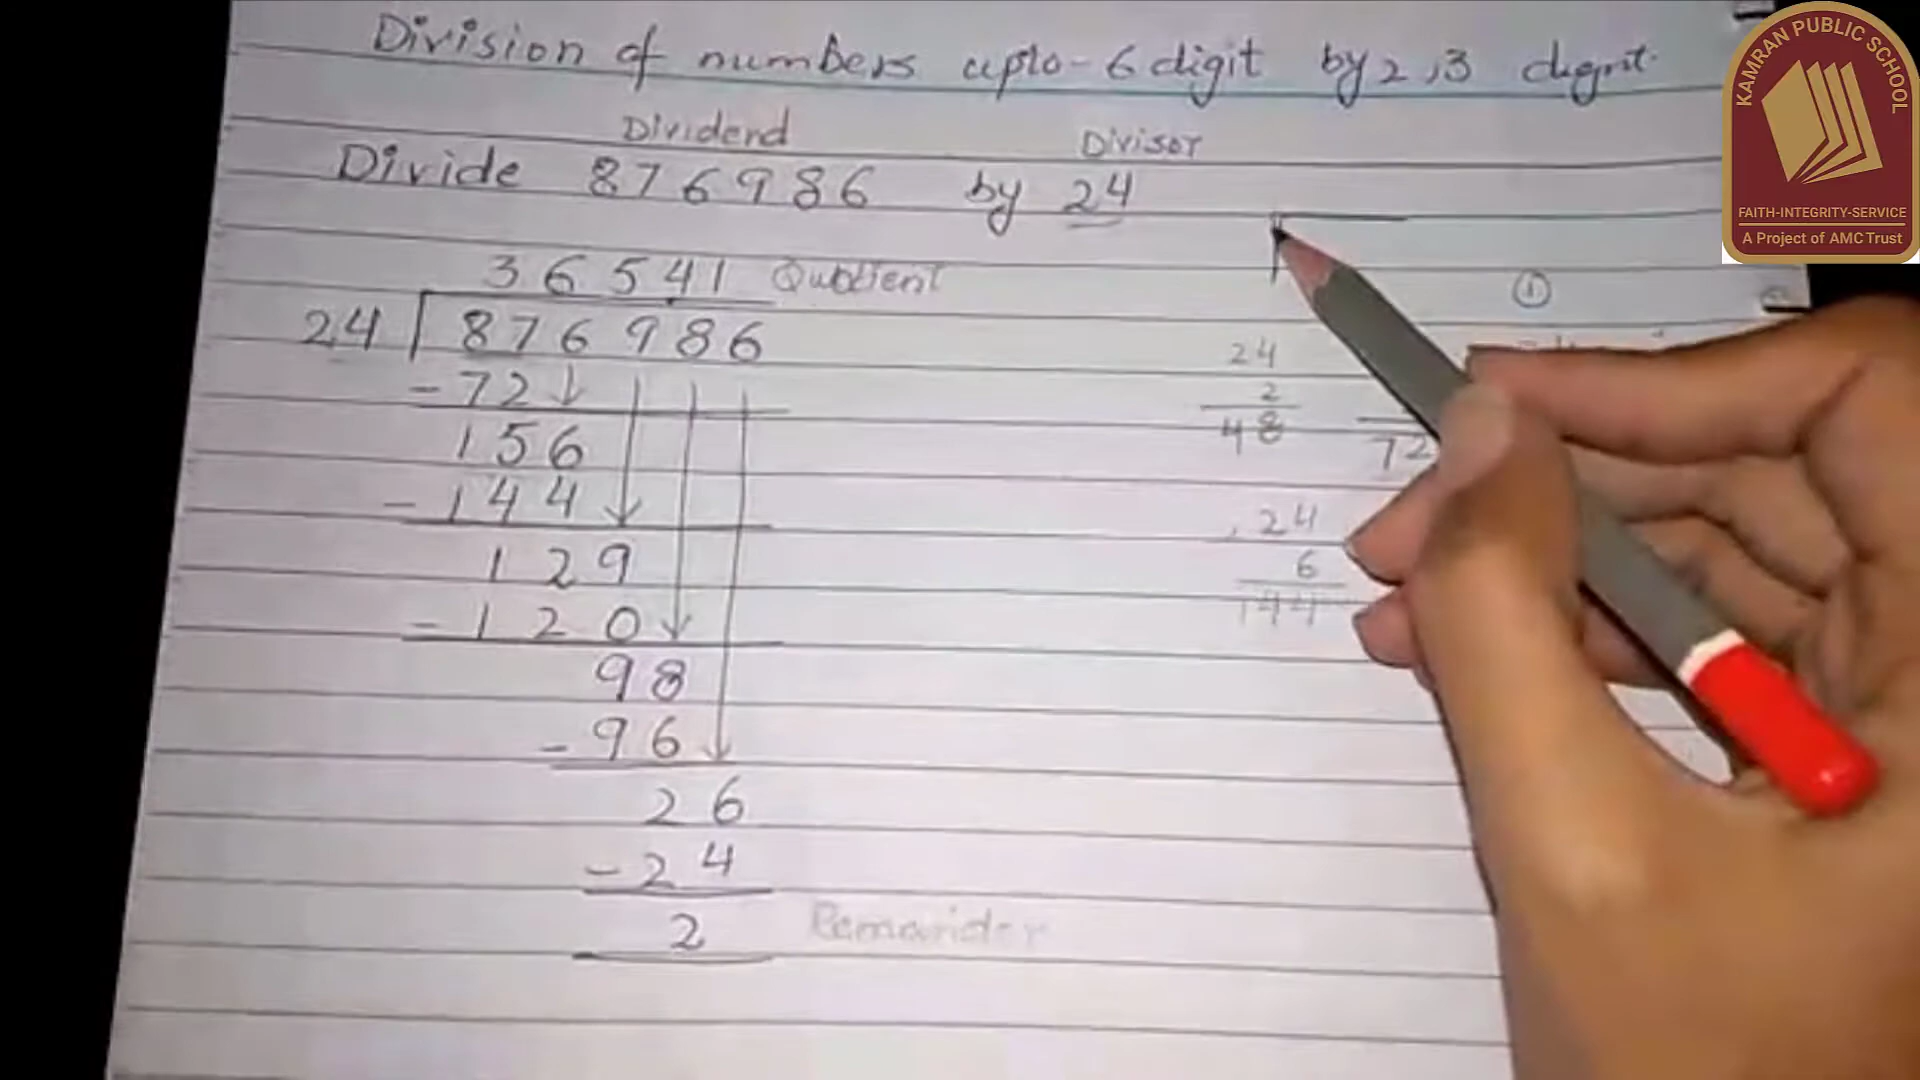 Division of numbers upto-6 digit by 2,3 digit.
Dividend Divisor
Divide 876986 by 24
36541 Quotient
24 876986
-72
156
-144
129
-120
98
-96
26
-24
2 Remainder
24
2
48
72
24
6
144
1
KAMRAN PUBLIC SCHOOL
FAITH-INTEGRITY-SERVICE
A Project of AMC Trust